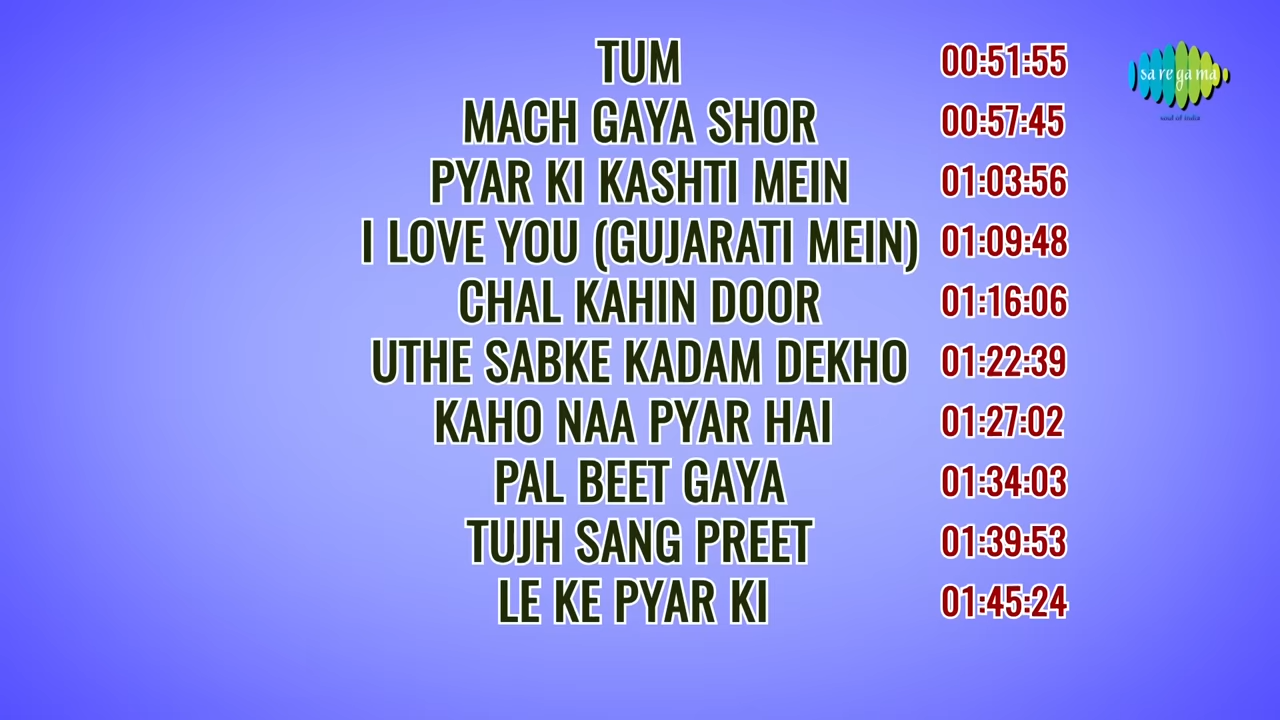 TUM 00:51:55
MACH GAYA SHOR 00:57:45
PYAR KI KASHTI MEIN 01:03:56
I LOVE YOU (GUJARATI MEIN) 01:09:48
CHAL KAHIN DOOR 01:16:06
UTHE SABKE KADAM DEKHO 01:22:39
KAHO NAA PYAR HAI 01:27:02
PAL BEET GAYA 01:34:03
TUJH SANG PREET 01:39:53
LE KE PYAR KI 01:45:24
sa re ga ma
soul of india